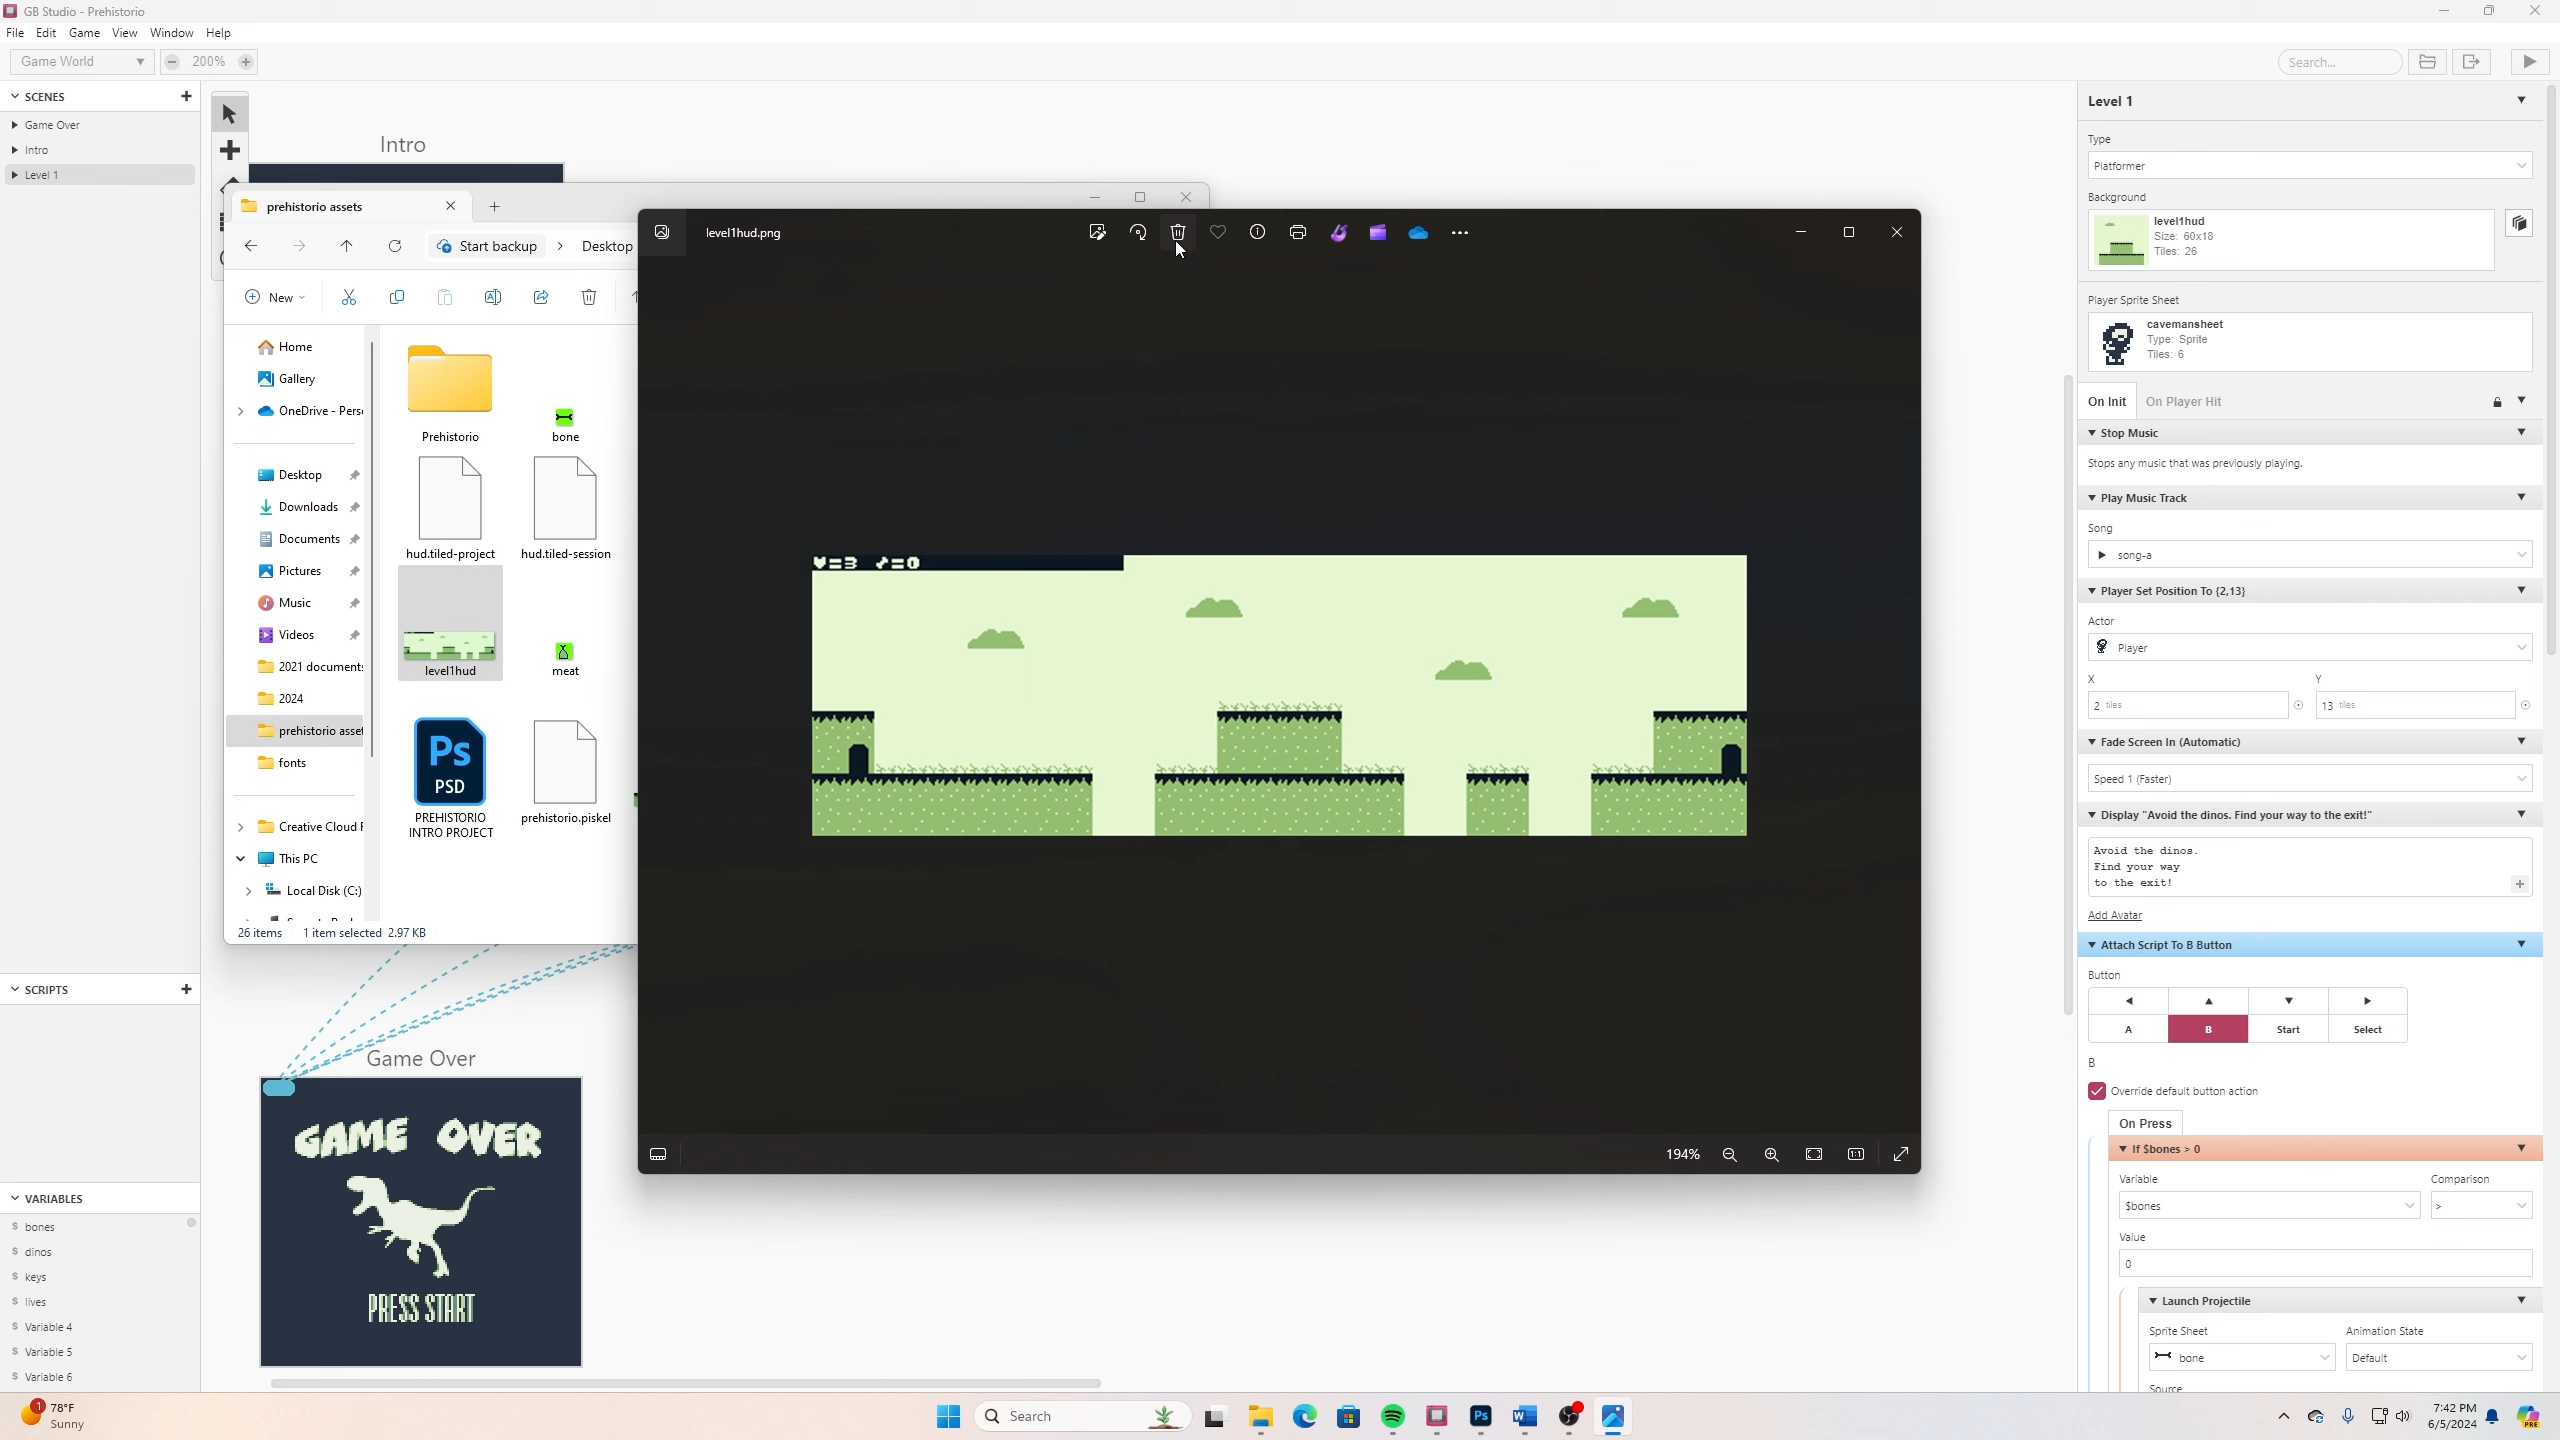 GB Studio - Prehistorio
File Edit Game View Window Help
Game World 200% Search...
SCENES
Game Over
Intro
Level 1
Intro
prehistorio assets
Start backup Desktop
New
Home
Gallery
OneDrive - Pers
Desktop
Downloads
Documents
Pictures
Music
Videos
2021 documents
2024
prehistorio asset
fonts
Creative Cloud F
This PC
Local Disk (C:)
Prehistorio bone
hud.tiled-project hud.tiled-session
level1hud meat
Ps
PSD
PREHISTORIO
INTRO PROJECT
prehistorio.piskel
26 items 1 item selected 2.97 KB
level1hud.png
=3 =0
194%
1:1
SCRIPTS
Game Over
GAME OVER
PRESS START
VARIABLES
$ bones
$ dinos
$ keys
$ lives
$ Variable 4
$ Variable 5
$ Variable 6
Level 1
Type
Platformer
Background
level1hud
Size: 60x18
Tiles: 26
Player Sprite Sheet
cavemansheet
Type: Sprite
Tiles: 6
On Init On Player Hit
Stop Music
Stops any music that was previously playing.
Play Music Track
Song
song-a
Player Set Position To {2,13}
Actor
Player
X Y
2 tiles 13 tiles
Fade Screen In (Automatic)
Speed 1 (Faster)
Display "Avoid the dinos. Find your way to the exit!"
Avoid the dinos.
Find your way
to the exit!
Add Avatar
Attach Script To B Button
Button
A B Start Select
B
Override default button action
On Press
If $bones > 0
Variable Comparison
$bones >
Value
0
Launch Projectile
Sprite Sheet Animation State
bone Default
Source
1
78°F
Sunny
Search
7:42 PM
6/5/2024
PRE